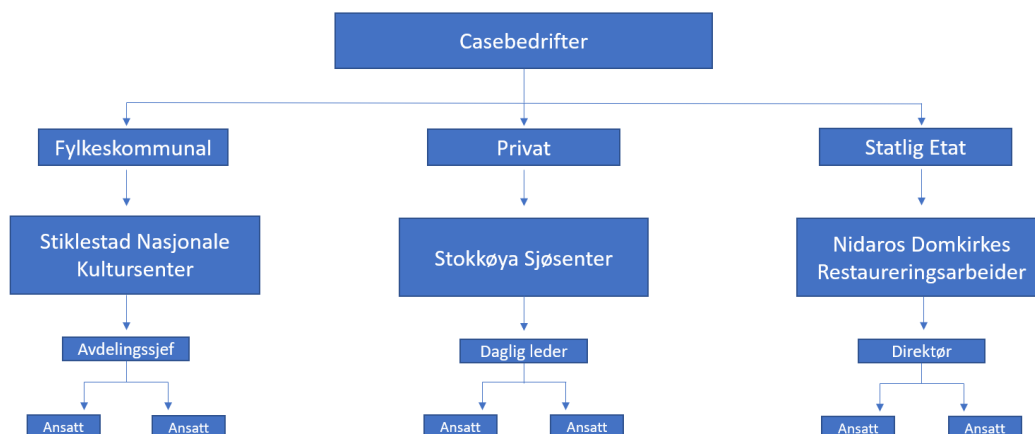 Casebedrifter
Fylkeskommunal
Privat
Statlig Etat
Stiklestad Nasjonale
Kultursenter
Stokkøya Sjøsenter
Nidaros Domkirkes
Restaureringsarbeider
Avdelingssjef
Daglig leder
Direktør
Ansatt
Ansatt
Ansatt
Ansatt
Ansatt
Ansatt